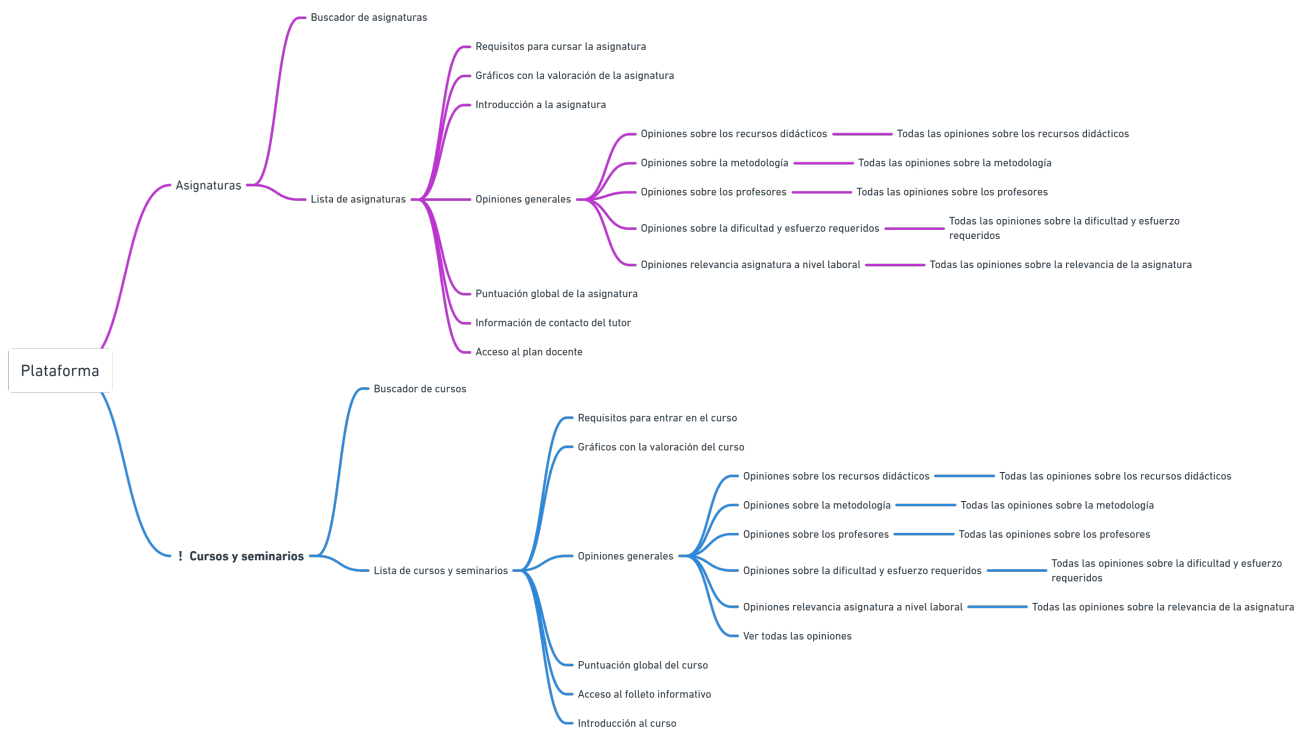 Plataforma
Asignaturas
Buscador de asignaturas
Lista de asignaturas
Requisitos para cursar la asignatura
Gráficos con la valoración de la asignatura
Introducción a la asignatura
Opiniones generales
Opiniones sobre los recursos didácticos
Todas las opiniones sobre los recursos didácticos
Opiniones sobre la metodología
Todas las opiniones sobre la metodología
Opiniones sobre los profesores
Todas las opiniones sobre los profesores
Opiniones sobre la dificultad y esfuerzo requeridos
Todas las opiniones sobre la dificultad y esfuerzo
requeridos
Opiniones relevancia asignatura a nivel laboral
Todas las opiniones sobre la relevancia de la asignatura
Puntuación global de la asignatura
Información de contacto del tutor
Acceso al plan docente
! Cursos y seminarios
Buscador de cursos
Lista de cursos y seminarios
Requisitos para entrar en el curso
Gráficos con la valoración del curso
Opiniones generales
Opiniones sobre los recursos didácticos
Todas las opiniones sobre los recursos didácticos
Opiniones sobre la metodología
Todas las opiniones sobre la metodología
Opiniones sobre los profesores
Todas las opiniones sobre los profesores
Opiniones sobre la dificultad y esfuerzo requeridos
Todas las opiniones sobre la dificultad y esfuerzo
requeridos
Opiniones relevancia asignatura a nivel laboral
Todas las opiniones sobre la relevancia de la asignatura
Ver todas las opiniones
Puntuación global del curso
Acceso al folleto informativo
Introducción al curso